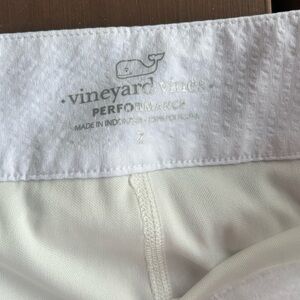 · vineyard vines ·
PERFORMANCE
MADE IN INDONESIA
2